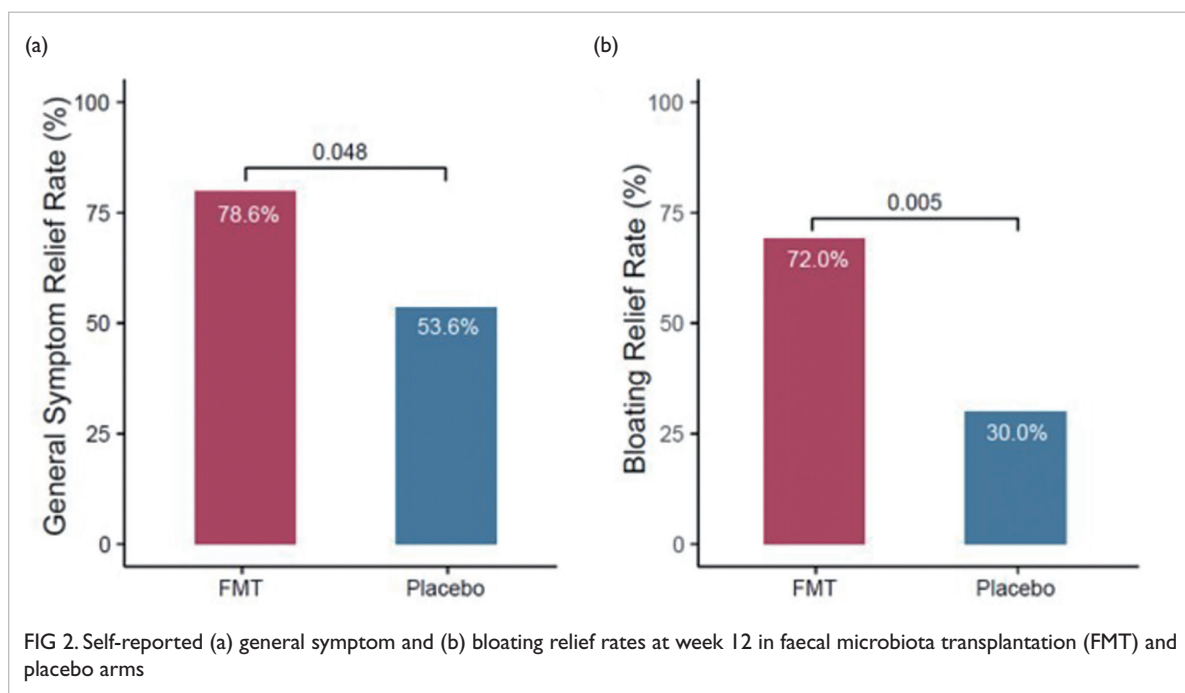 (a)
General Symptom Relief Rate (%)
100
75
50
25
0
0.048
78.6%
53.6%
FMT
Placebo
(b)
Bloating Relief Rate (%)
100
75
50
25
0
0.005
72.0%
30.0%
FMT
Placebo
FIG 2. Self-reported (a) general symptom and (b) bloating relief rates at week 12 in faecal microbiota transplantation (FMT) and
placebo arms